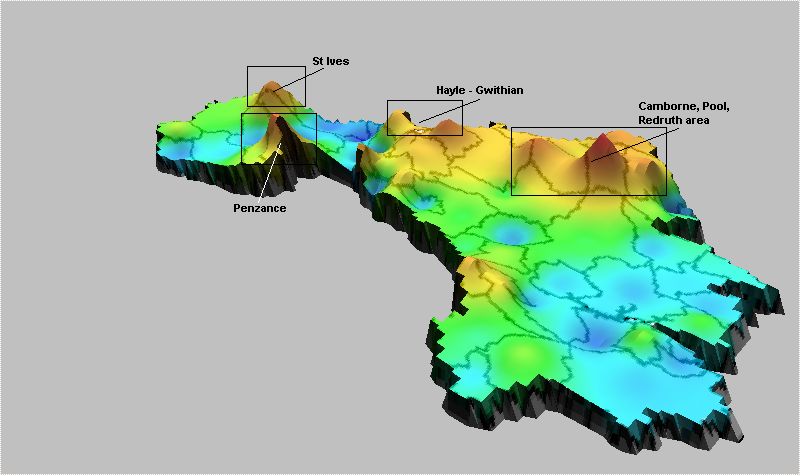 St Ives
Hayle - Gwithian
Camborne, Pool,
Redruth area
Penzance